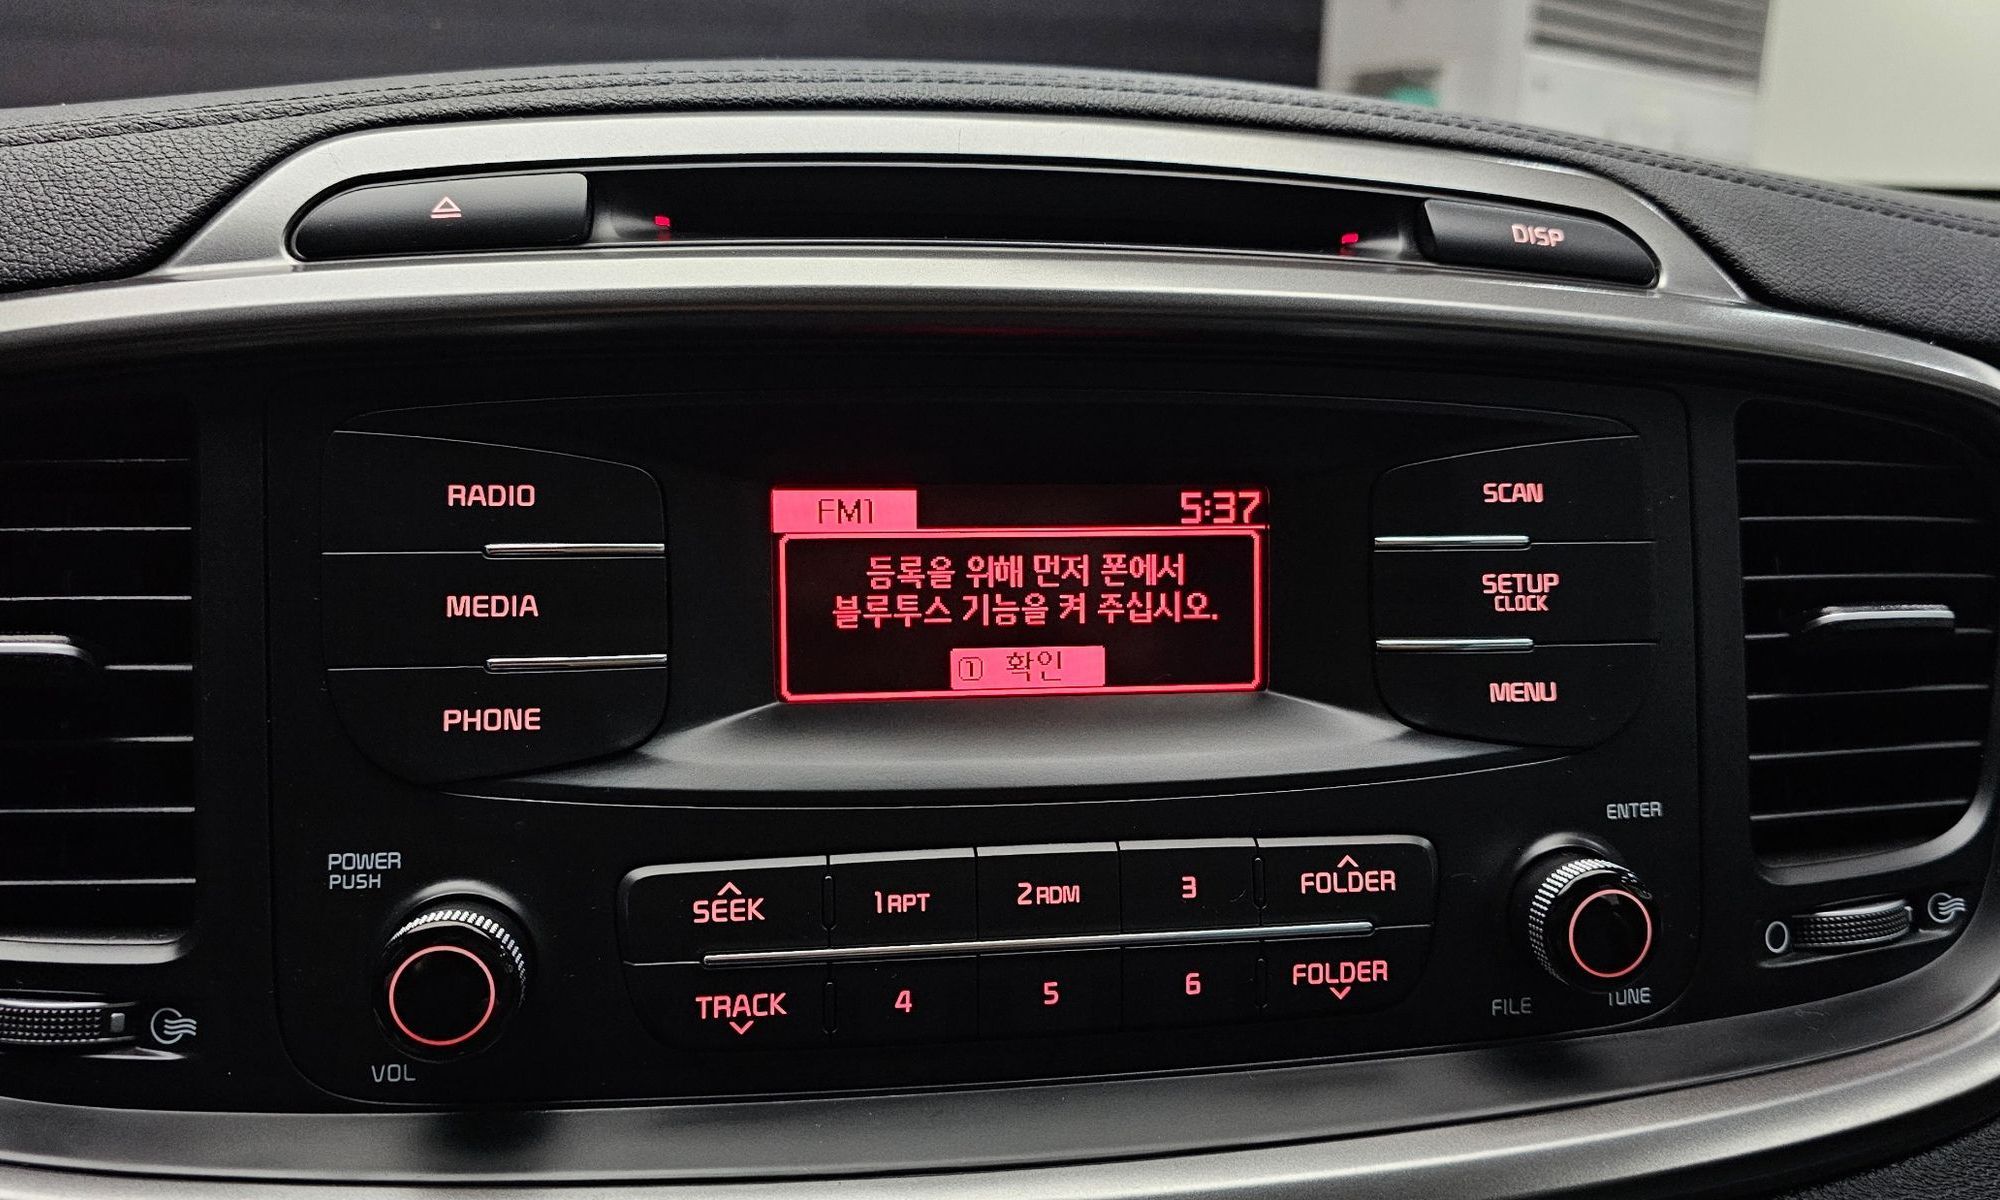 DISP
RADIO
MEDIA
PHONE
FM1 5:37
등록을 위해 먼저 폰에서
블루투스 기능을 켜 주십시오.
1 확인
SCAN
SETUP
CLOCK
MENU
POWER
PUSH
VOL
SEEK
1 RPT
2 RDM
3
FOLDER
TRACK
4
5
6
FOLDER
ENTER
FILE
TUNE